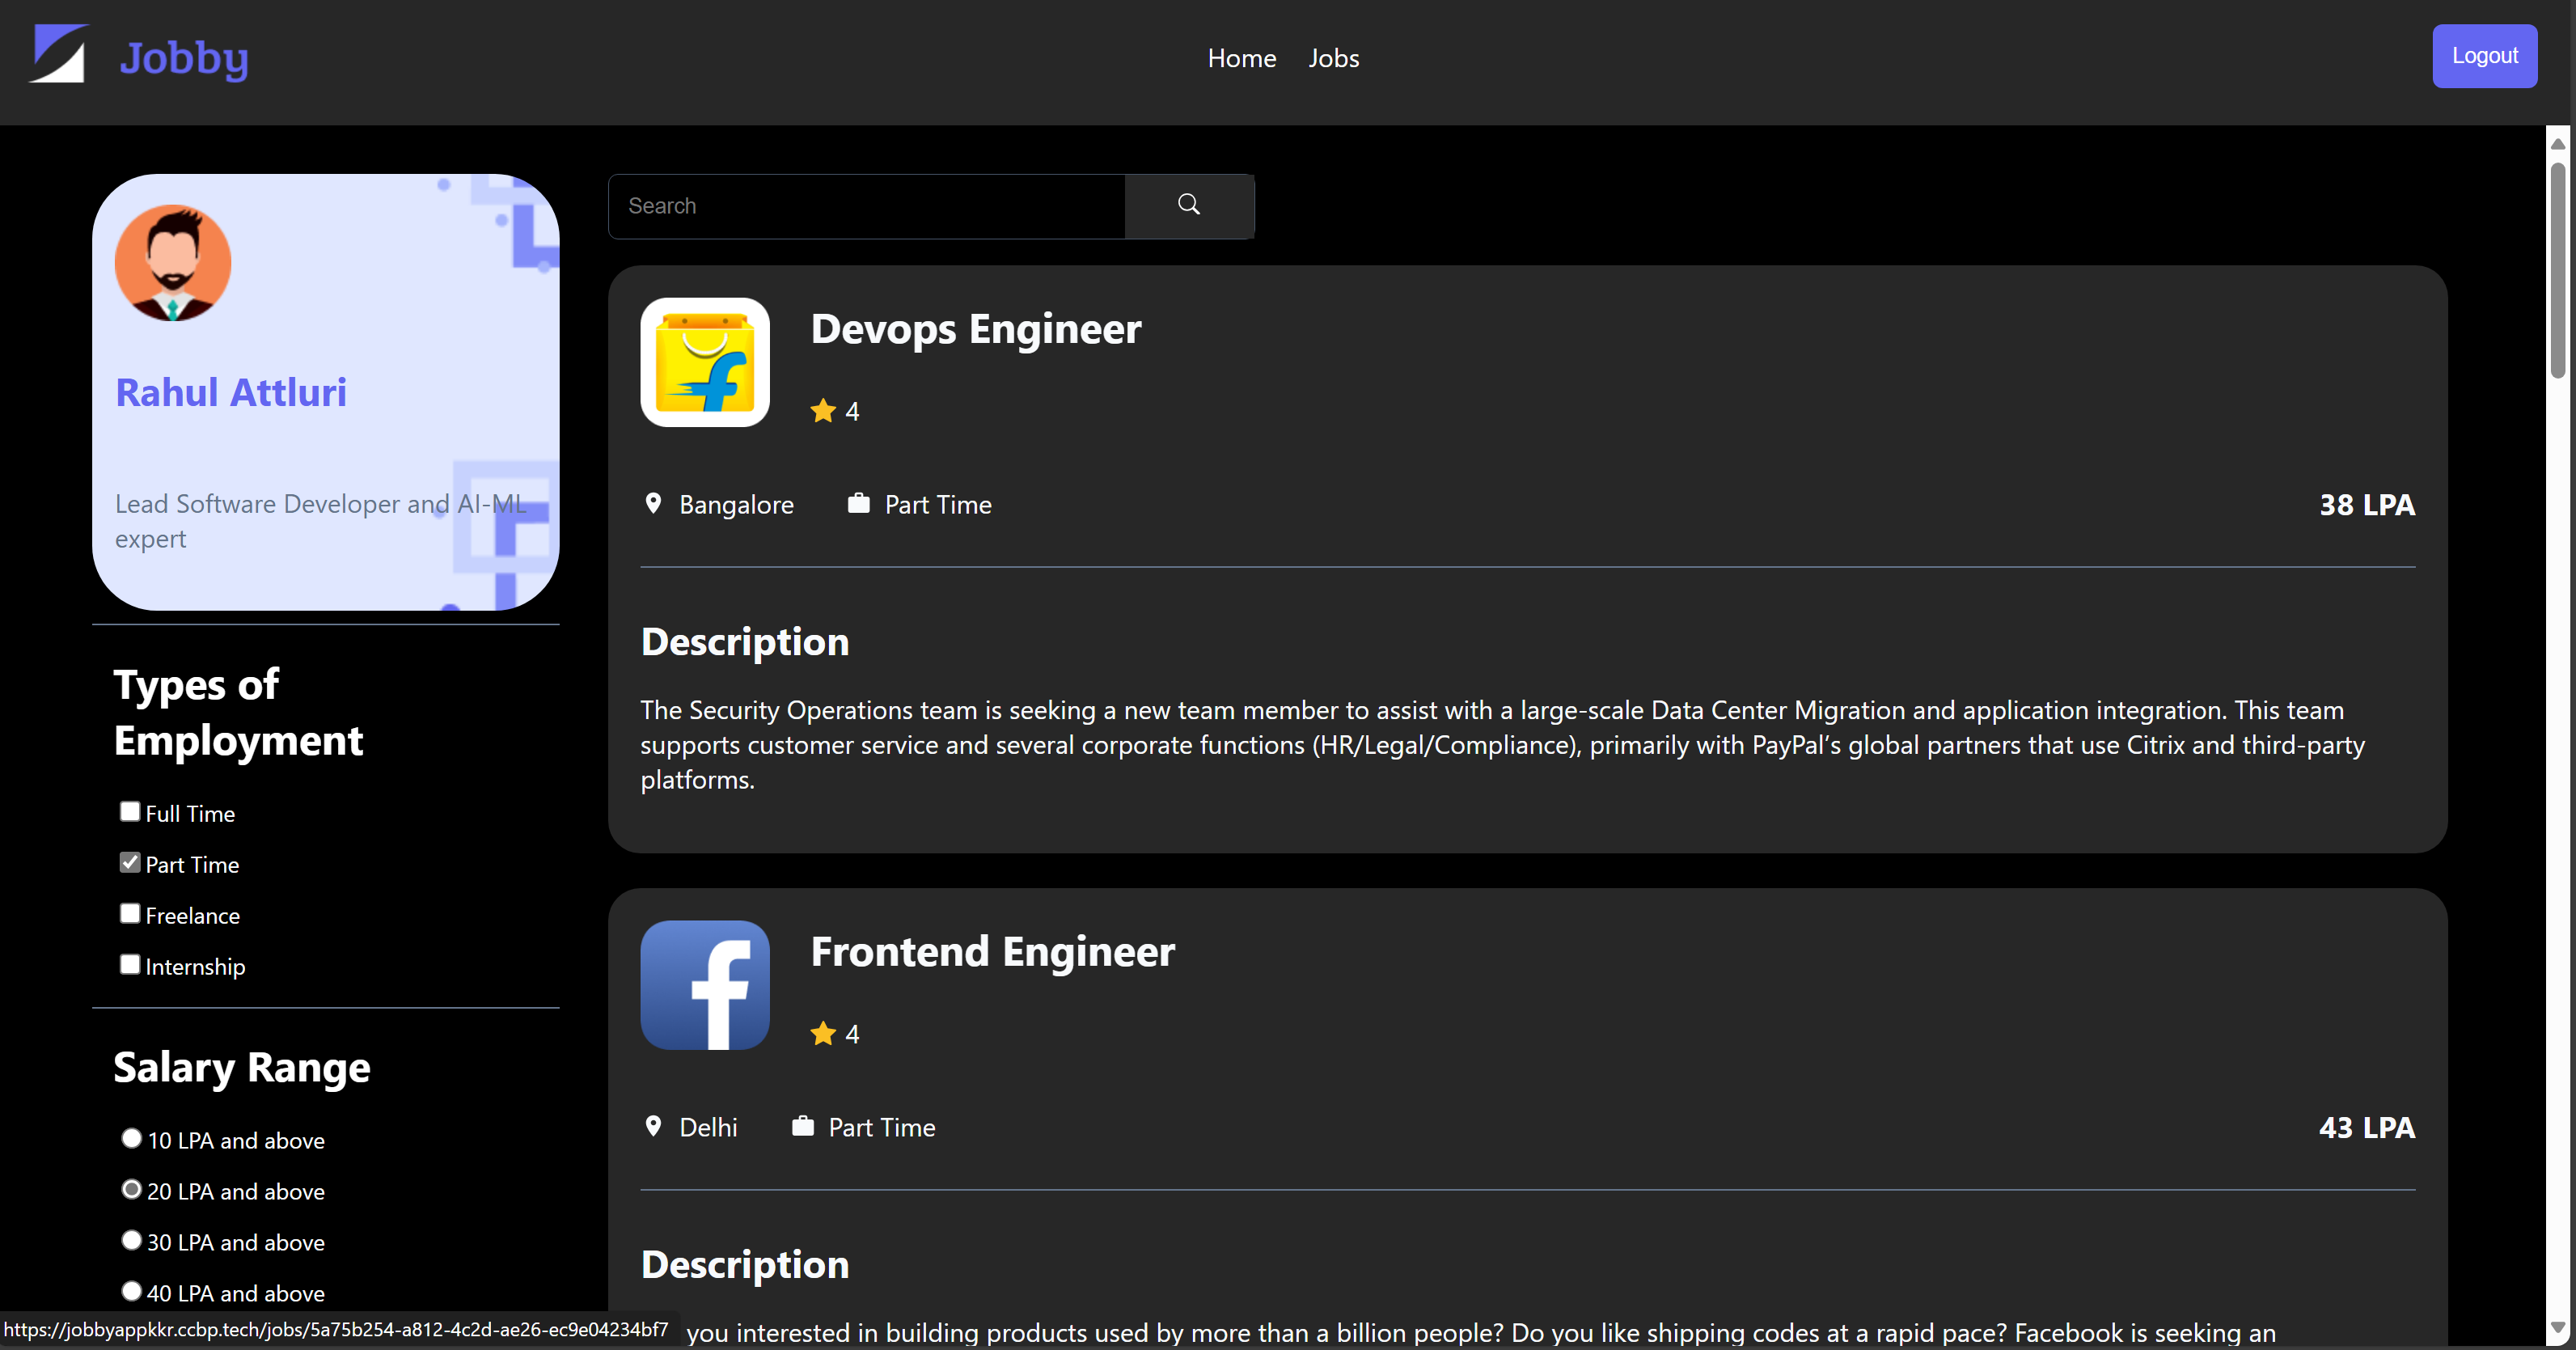 Jobby
Home
Jobs
Logout
Rahul Attluri
Lead Software Developer and AI-ML
expert
Types of
Employment
Full Time
Part Time
Freelance
Internship
Salary Range
10 LPA and above
20 LPA and above
30 LPA and above
40 LPA and above
Search
Devops Engineer
4
Bangalore
Part Time
38 LPA
Description
The Security Operations team is seeking a new team member to assist with a large-scale Data Center Migration and application integration. This team
supports customer service and several corporate functions (HR/Legal/Compliance), primarily with PayPal’s global partners that use Citrix and third-party
platforms.
Frontend Engineer
4
Delhi
Part Time
43 LPA
Description
you interested in building products used by more than a billion people? Do you like shipping codes at a rapid pace? Facebook is seeking an
https://jobbyappkkr.ccbp.tech/jobs/5a75b254-a812-4c2d-ae26-ec9e04234bf7